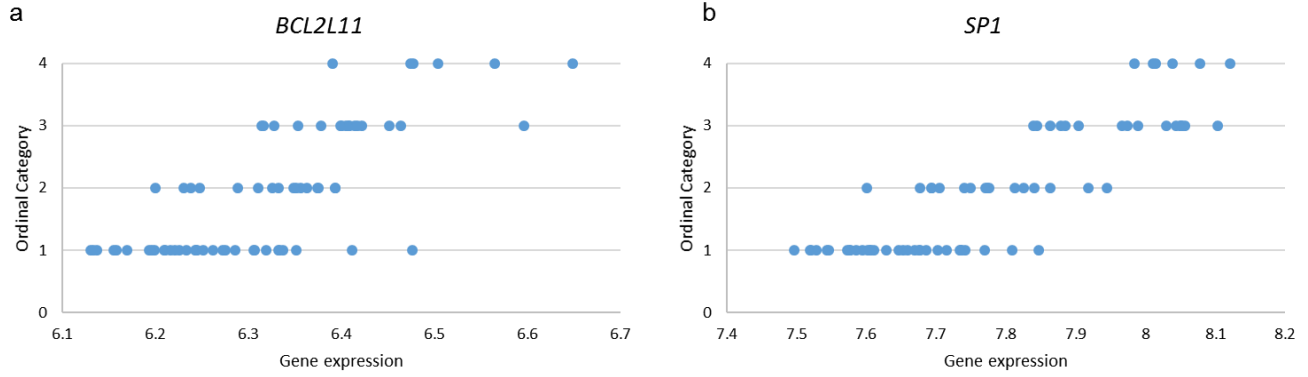 a
BCL2L11
Ordinal Category
4
3
2
1
0
6.1 6.2 6.3 6.4 6.5 6.6 6.7
Gene expression
b
SP1
Ordinal Category
4
3
2
1
0
7.4 7.5 7.6 7.7 7.8 7.9 8 8.1 8.2
Gene expression